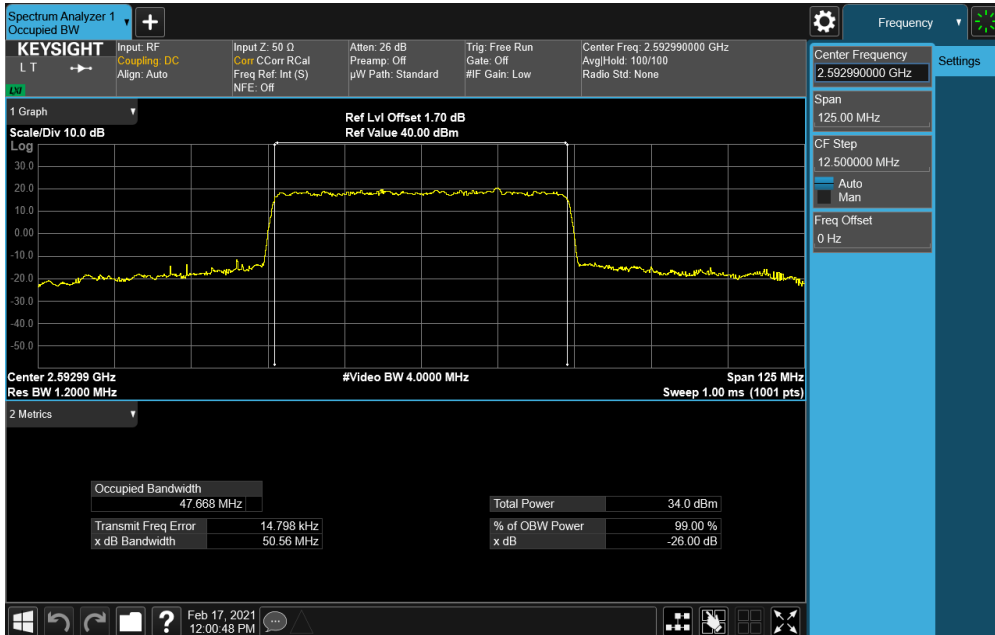 Spectrum Analyzer 1
Occupied BW
+
Frequency
KEYSIGHT
L T
LXI
Input: RF
Coupling: DC
Align: Auto
Input Z: 50 Ω
Corr CCorr RCal
Freq Ref: Int (S)
NFE: Off
Atten: 26 dB
Preamp: Off
µW Path: Standard
Trig: Free Run
Gate: Off
#IF Gain: Low
Center Freq: 2.592990000 GHz
Avg|Hold: 100/100
Radio Std: None
Center Frequency
2.592990000 GHz
Settings
Span
125.00 MHz
CF Step
12.500000 MHz
Auto
Man
Freq Offset
0 Hz
1 Graph
Scale/Div 10.0 dB
Ref Lvl Offset 1.70 dB
Ref Value 40.00 dBm
Log
30.0
20.0
10.0
0.00
-10.0
-20.0
-30.0
-40.0
-50.0
Center 2.59299 GHz
#Video BW 4.0000 MHz
Span 125 MHz
Res BW 1.2000 MHz
Sweep 1.00 ms (1001 pts)
2 Metrics
Occupied Bandwidth
47.668 MHz
Transmit Freq Error 14.798 kHz
x dB Bandwidth 50.56 MHz
Total Power 34.0 dBm
% of OBW Power 99.00 %
x dB -26.00 dB
?
Feb 17, 2021
12:00:48 PM